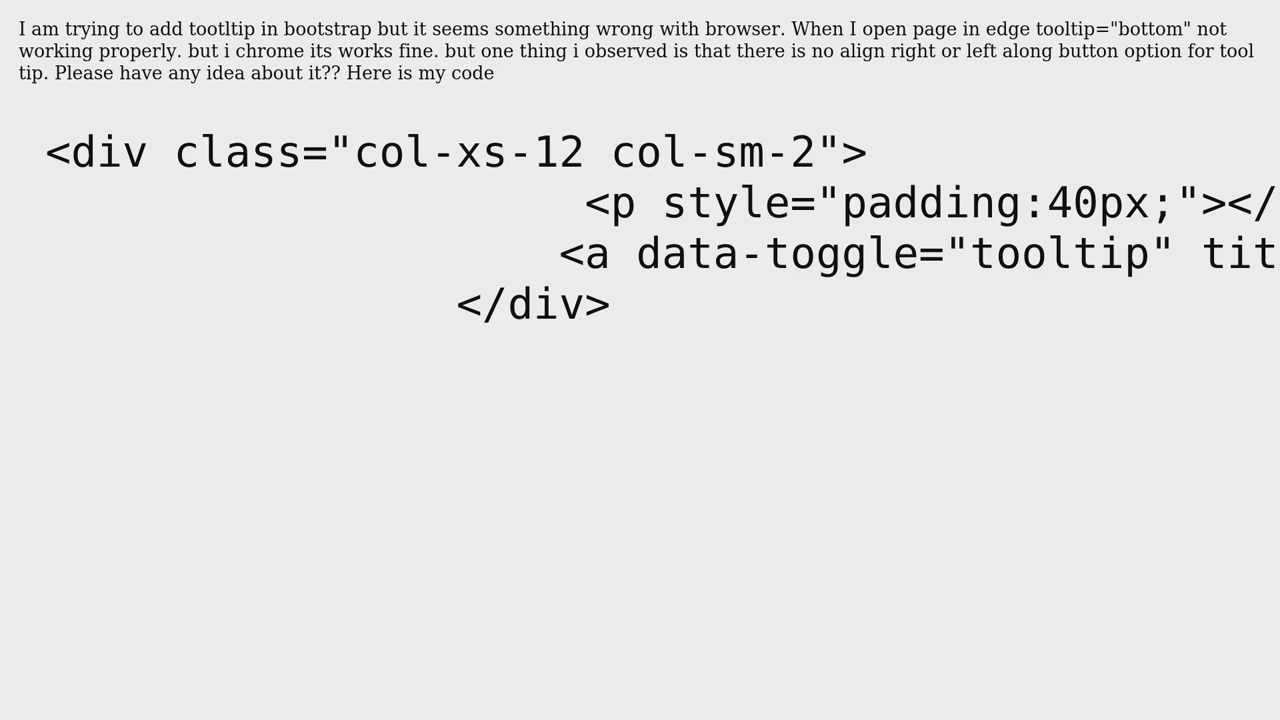 I am trying to add tootltip in bootstrap but it seems something wrong with browser. When I open page in edge tooltip="bottom" not
working properly. but i chrome its works fine. but one thing i observed is that there is no align right or left along button option for tool
tip. Please have any idea about it?? Here is my code
<div class="col-xs-12 col-sm-2">
<p style="padding:40px;"></
<a data-toggle="tooltip" tit
</div>